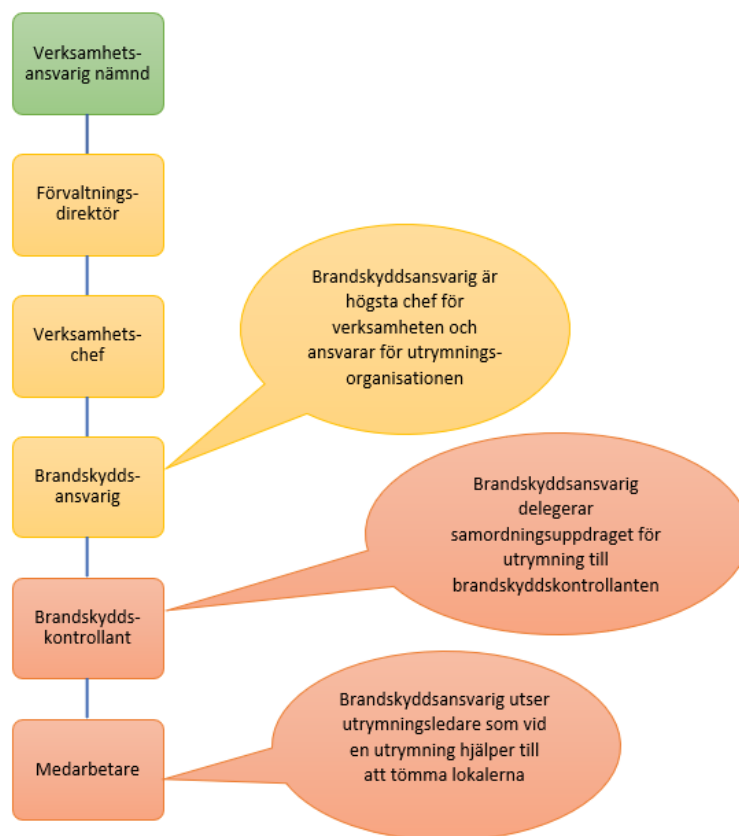 Verksamhets-
ansvarig nämnd
Förvaltnings-
direktör
Verksamhets-
chef
Brandskyddsansvarig är
högsta chef för
verksamheten och
ansvarar för utrymnings-
organisationen
Brandskydds-
ansvarig
Brandskyddsansvarig
delegerar
samordningsuppdraget för
utrymning till
brandskyddskontrollanten
Brandskydds-
kontrollant
Brandskyddsansvarig utser
utrymningsledare som vid
en utrymning hjälper till
att tömma lokalerna
Medarbetare